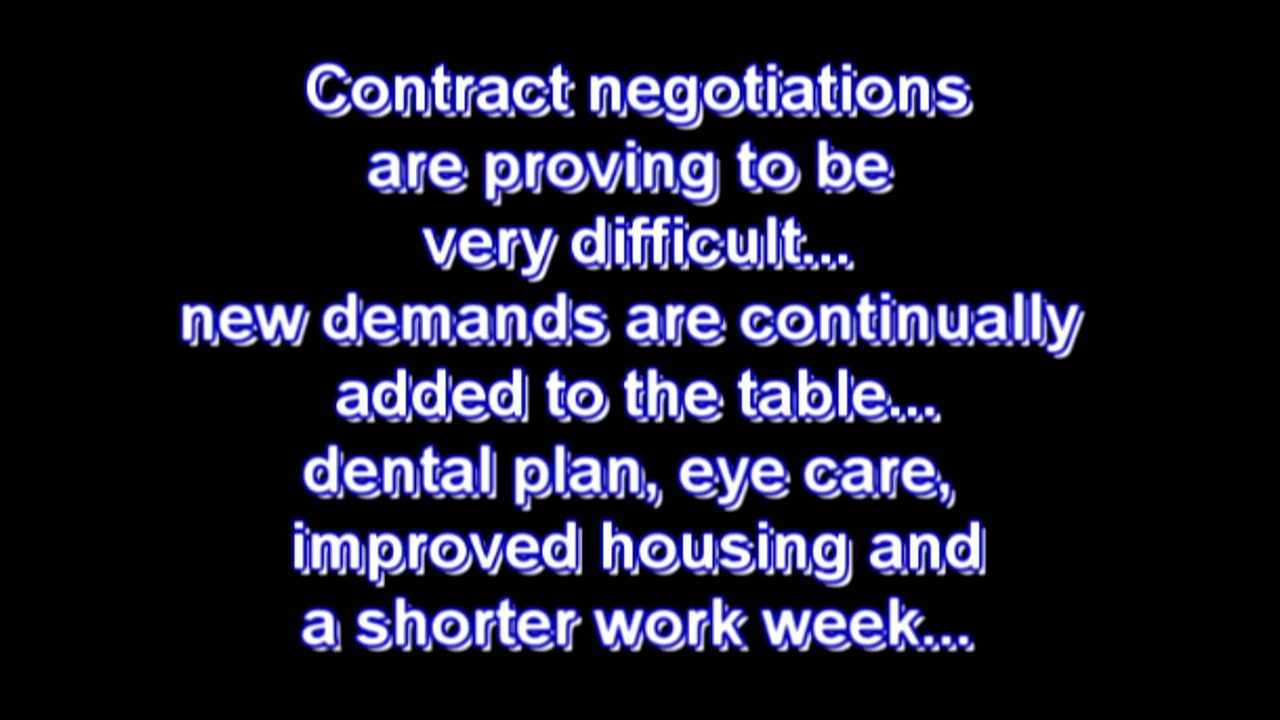 Contract negotiations
are proving to be
very difficult...
new demands are continually
added to the table...
dental plan, eye care,
improved housing and
a shorter work week...